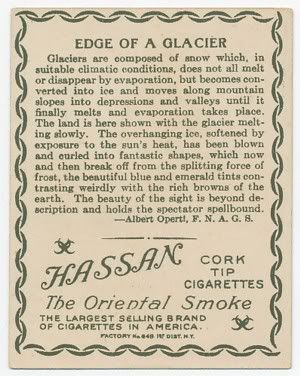 EDGE OF A GLACIER
Glaciers are composed of snow which, in
suitable climatic conditions, does not all melt
or disappear by evaporation, but becomes con-
verted into ice and moves along mountain
slopes into depressions and valleys until it
finally melts and evaporation takes place.
The land is here shown with the glacier melt-
ing slowly. The overhanging ice, softened by
exposure to the sun's heat, has been blown
and curled into fantastic shapes, which now
and then break off from the splitting force of
frost, the beautiful blue and emerald tints con-
trasting weirdly with the rich browns of the
earth. The beauty of the sight is beyond de-
scription and holds the spectator spellbound.
—Albert Operti, F. N. A. G. S.
HASSAN
CORK
TIP
CIGARETTES
The Oriental Smoke
THE LARGEST SELLING BRAND
OF CIGARETTES IN AMERICA.
FACTORY No. 649 1ST DIST. N.Y.